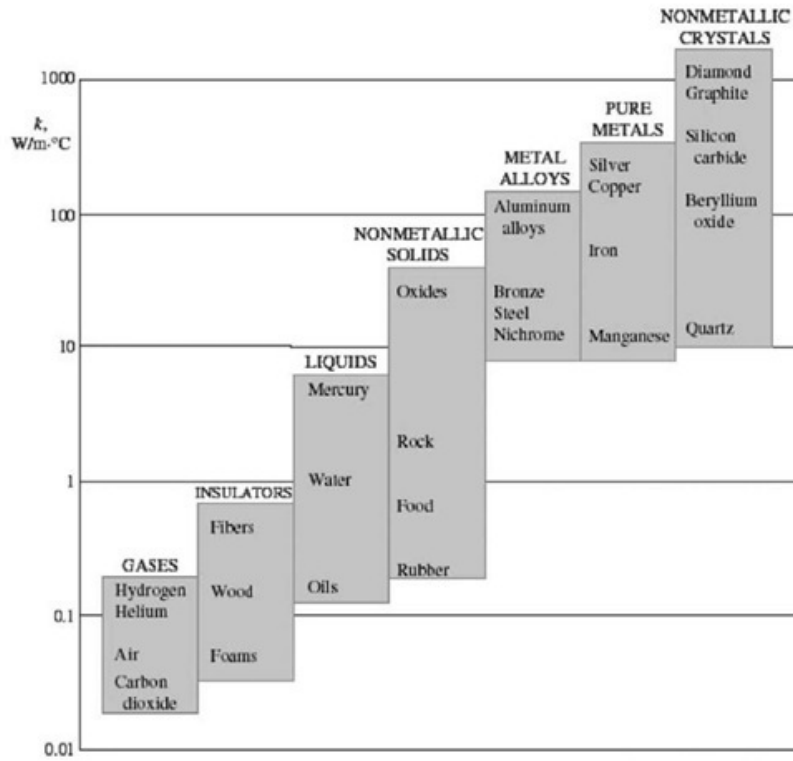 NONMETALLIC
CRYSTALS
1000
k,
W/m·°C
Diamond
Graphite
PURE
METALS
Silicon
carbide
METAL
ALLOYS
Silver
Copper
100
Aluminum
alloys
Beryllium
oxide
NONMETALLIC
SOLIDS
Iron
Oxides
Bronze
Steel
Nichrome
Manganese
Quartz
10
LIQUIDS
Mercury
Rock
1
Water
INSULATORS
Fibers
Food
GASES
Rubber
Hydrogen
Helium
Wood
Oils
0.1
Air
Foams
Carbon
dioxide
0.01